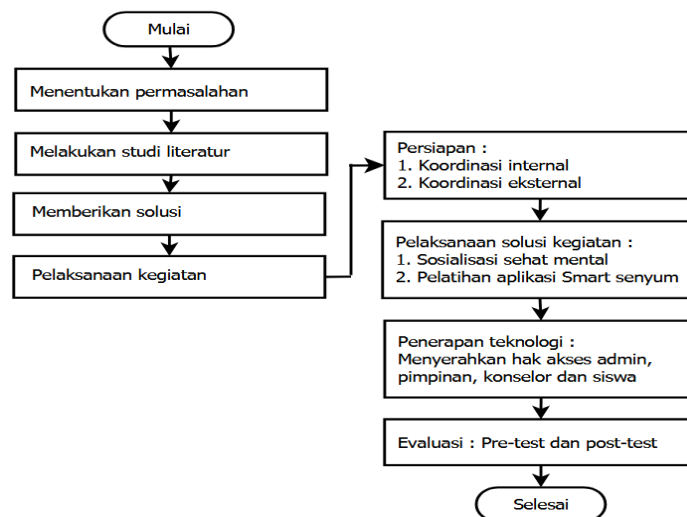 Mulai
Menentukan permasalahan
Melakukan studi literatur
Memberikan solusi
Pelaksanaan kegiatan
Persiapan :
1. Koordinasi internal
2. Koordinasi eksternal
Pelaksanaan solusi kegiatan :
1. Sosialisasi sehat mental
2. Pelatihan aplikasi Smart senyum
Penerapan teknologi :
Menyerahkan hak akses admin,
pimpinan, konselor dan siswa
Evaluasi : Pre-test dan post-test
Selesai